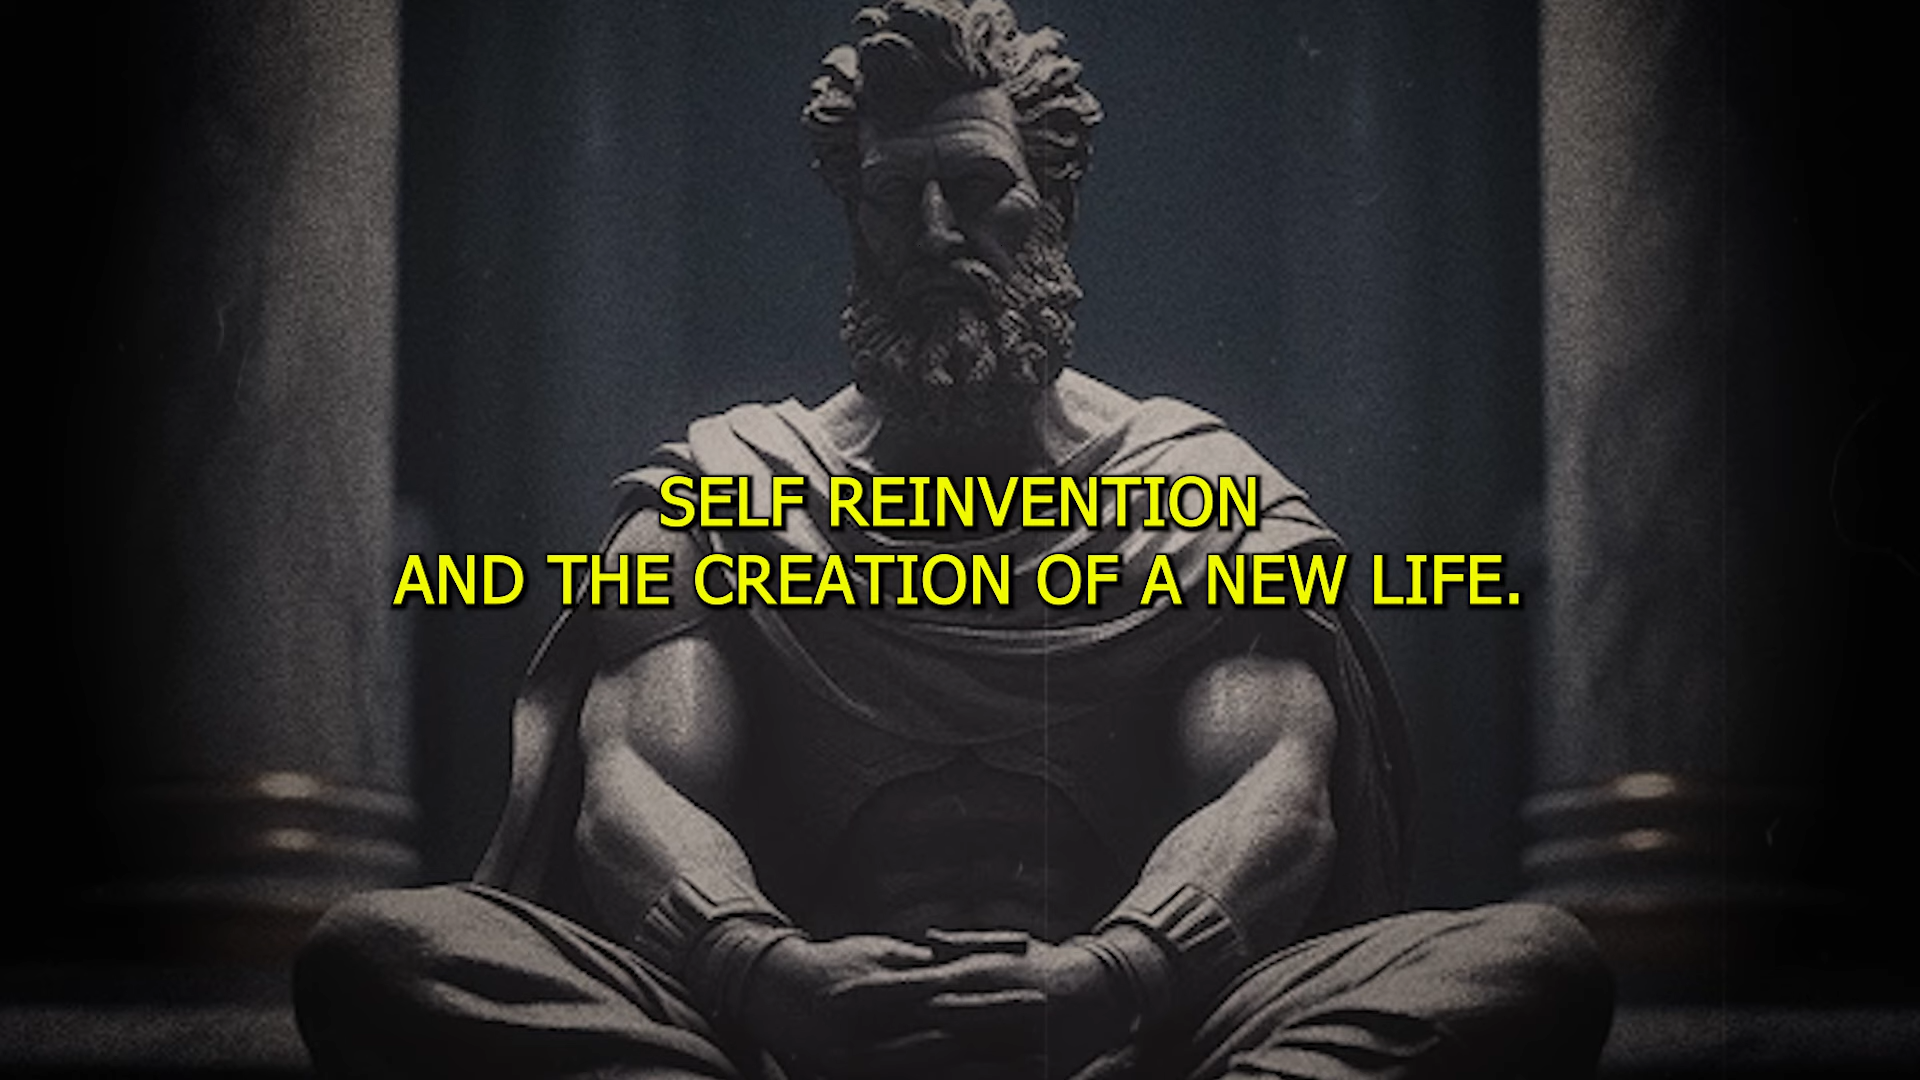 SELF REINVENTION
AND THE CREATION OF A NEW LIFE.